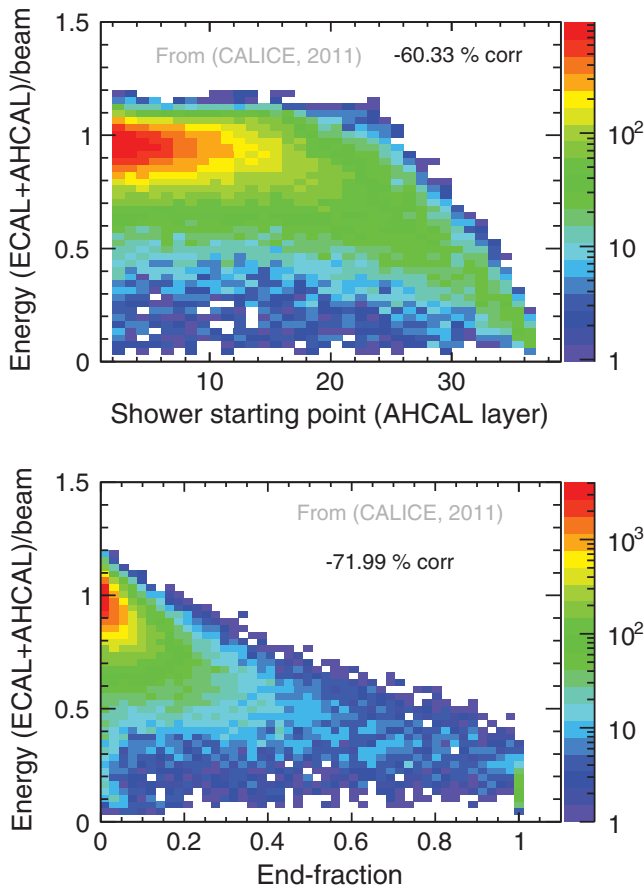 1.5
From (CALICE, 2011) -60.33 % corr
1
0.5
0
10 20 30
Energy (ECAL+AHCAL)/beam
Shower starting point (AHCAL layer)
10²
10
1
1.5
From (CALICE, 2011)
-71.99 % corr
1
0.5
0
0 0.2 0.4 0.6 0.8 1
Energy (ECAL+AHCAL)/beam
End-fraction
10³
10²
10
1